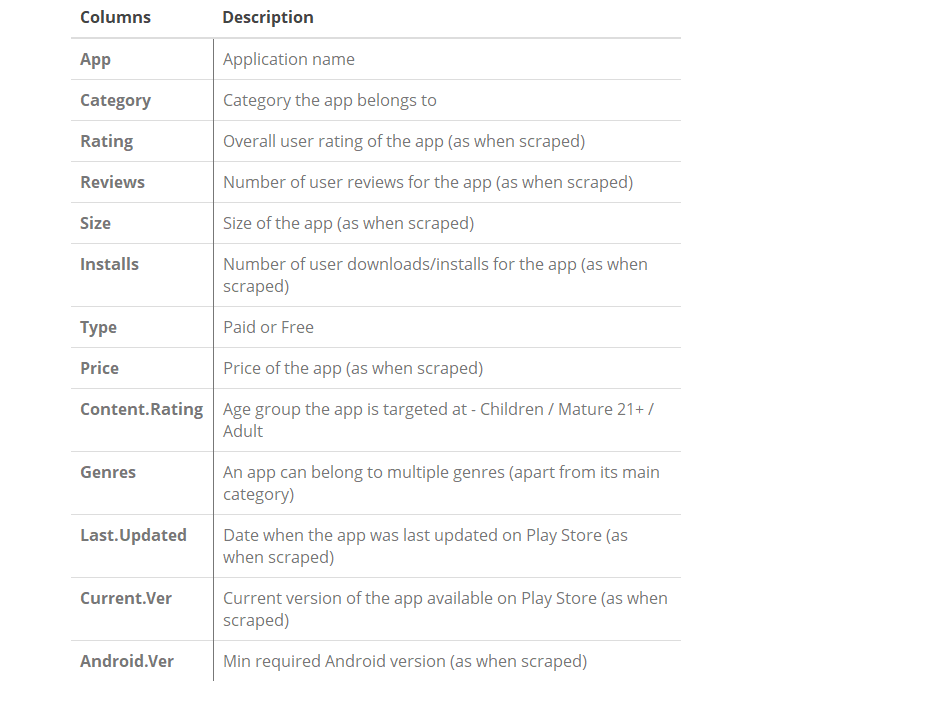 Columns Description
App Application name
Category Category the app belongs to
Rating Overall user rating of the app (as when scraped)
Reviews Number of user reviews for the app (as when scraped)
Size Size of the app (as when scraped)
Installs Number of user downloads/installs for the app (as when
scraped)
Type Paid or Free
Price Price of the app (as when scraped)
Content.Rating Age group the app is targeted at - Children / Mature 21+ /
Adult
Genres An app can belong to multiple genres (apart from its main
category)
Last.Updated Date when the app was last updated on Play Store (as
when scraped)
Current.Ver Current version of the app available on Play Store (as when
scraped)
Android.Ver Min required Android version (as when scraped)